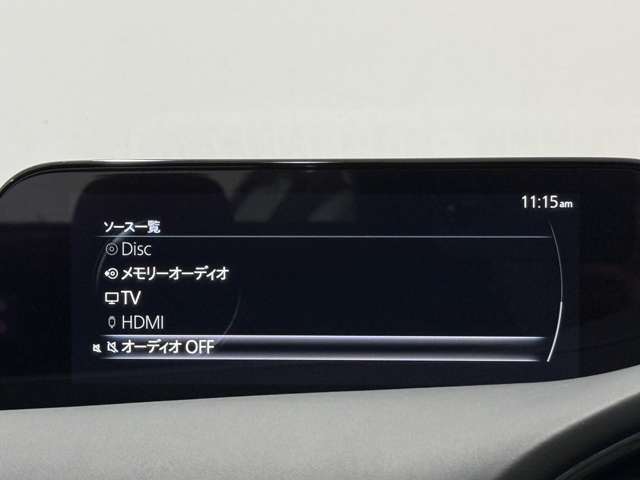 11:15am
ソース一覧
Disc
メモリーオーディオ
TV
HDMI
オーディオ OFF